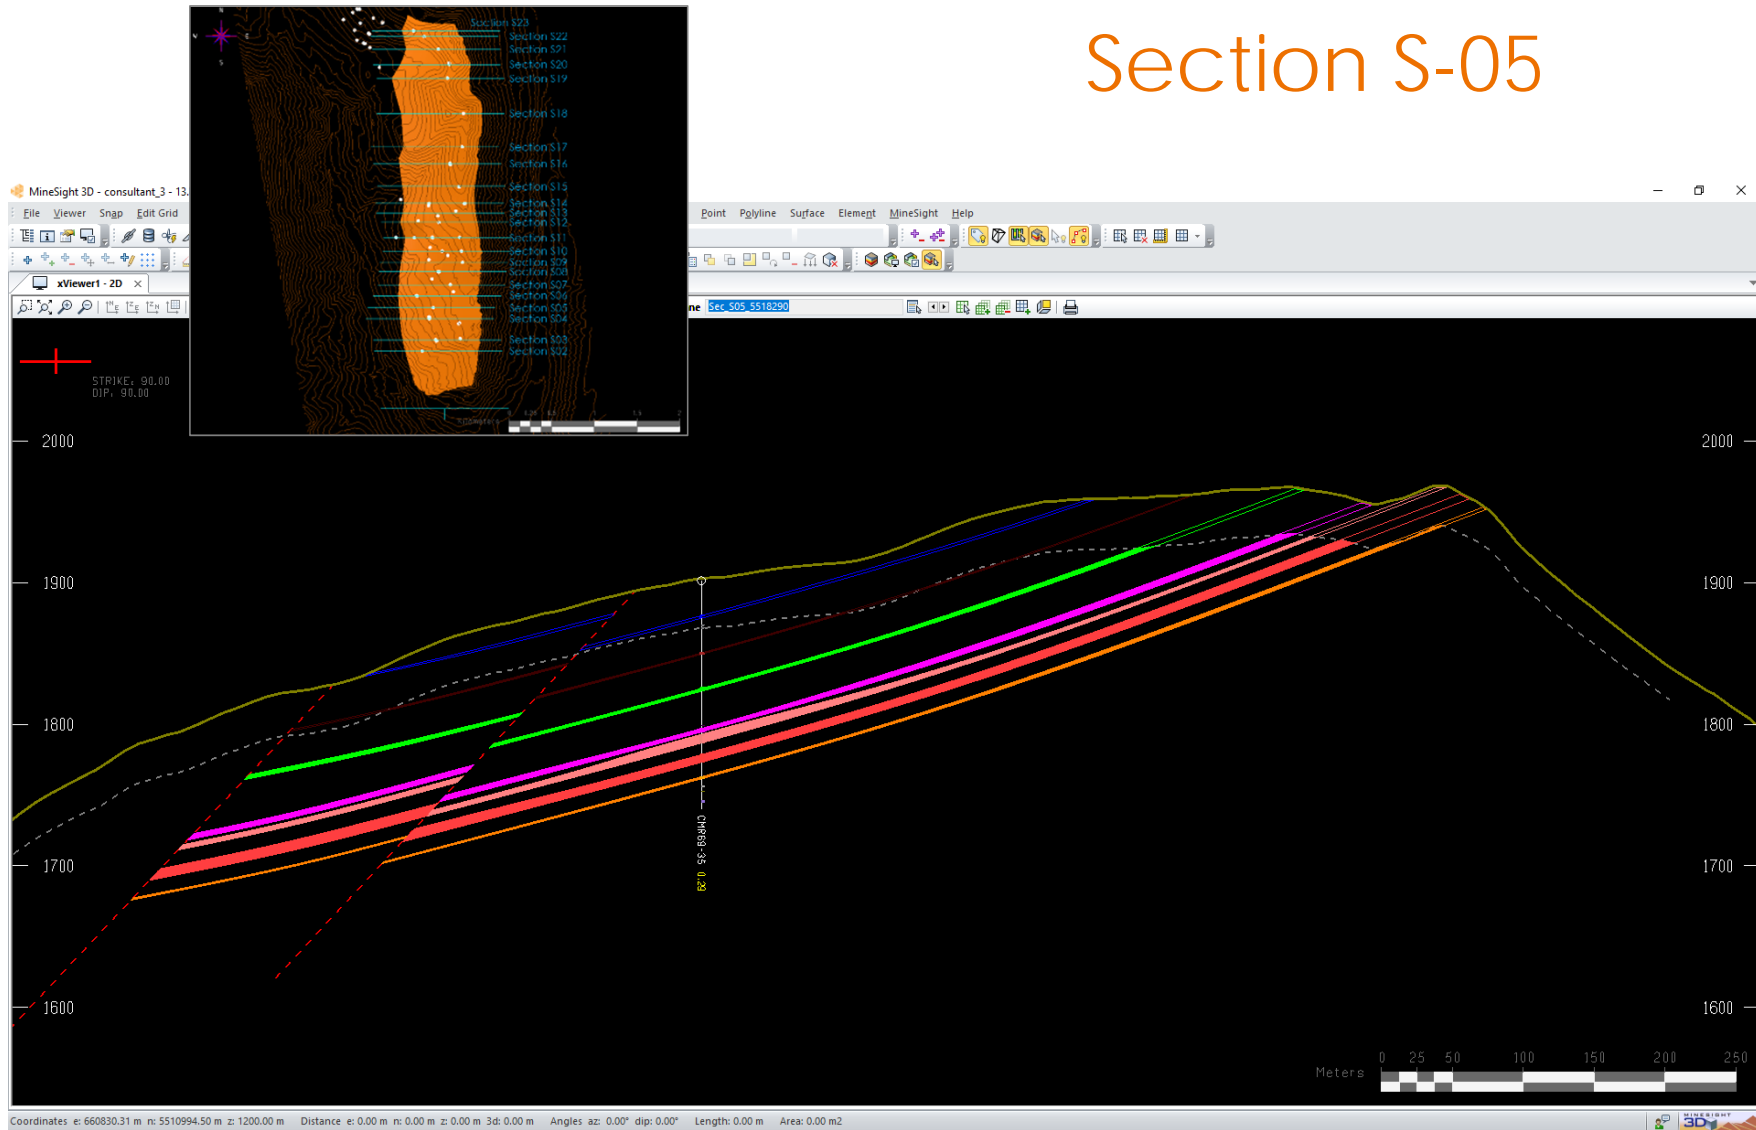 Section S-05
N
S
E
Section S23
Section S22
Section S21
Section S20
Section S19
Section S18
Section S17
Section S16
Section S15
Section S14
Section S13
Section S12
Section S11
Section S10
Section S09
Section S08
Section S07
Section S06
Section S05
Section S04
Section S03
Section S02
MineSight 3D - consultant_3 - 13.
File Viewer Snap Edit Grid Point Polyline Surface Element MineSight Help
xViewer1 - 2D
ne Sec_S05_5518290
STRIKE: 90.00
DIP: 90.00
2000 2000
1900 1900
1800 1800
1700 1700
1600 1600
CMR69-35 0.29
0 25 50 100 150 200 250
Meters
Coordinates e: 660830.31 m n: 5510994.50 m z: 1200.00 m Distance e: 0.00 m n: 0.00 m z: 0.00 m 3d: 0.00 m Angles az: 0.00° dip: 0.00° Length: 0.00 m Area: 0.00 m2
MINESIGHT
3D